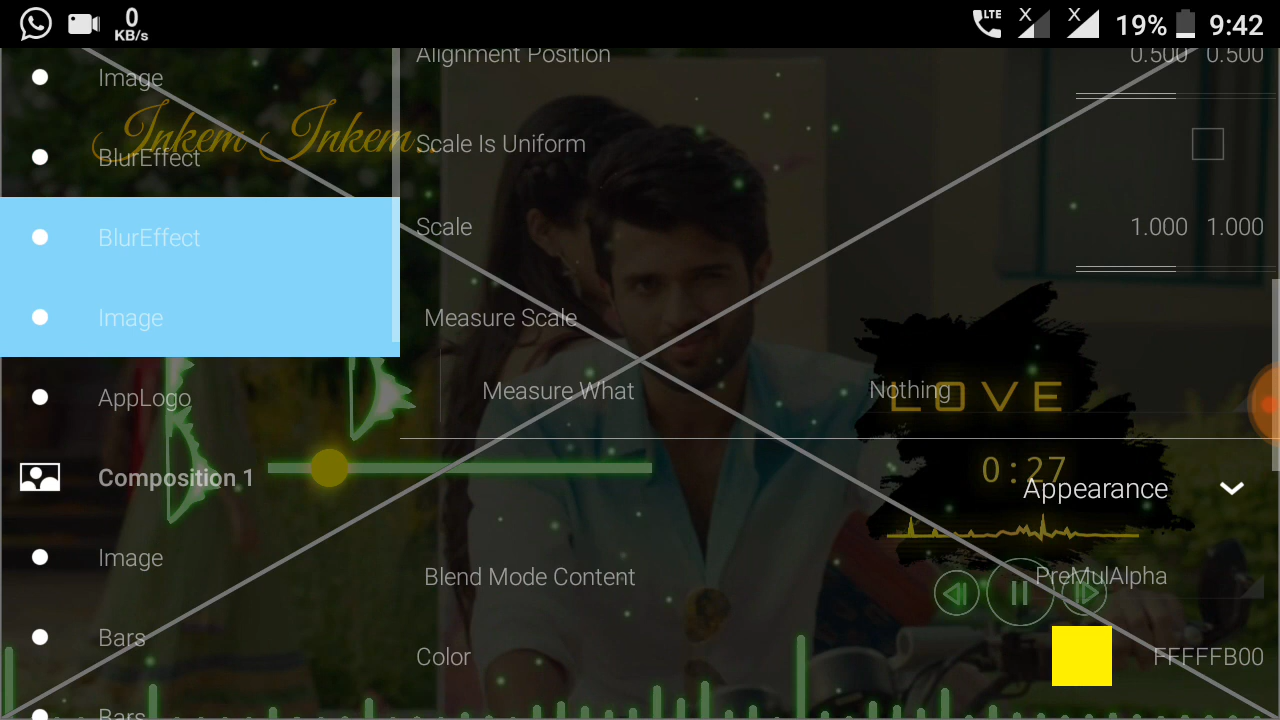 0
KB/s
LTE
X
X
19%
9:42
Image
Alignment Position
0.500 0.500
Inkem Inkem..
BlurEffect
Scale Is Uniform
BlurEffect
Scale
1.000 1.000
Image
Measure Scale
AppLogo
Measure What
Nothing
LOVE
Composition 1
0:27
Appearance
Image
Blend Mode Content
PreMulAlpha
Bars
Color
FFFFFB00
Bars